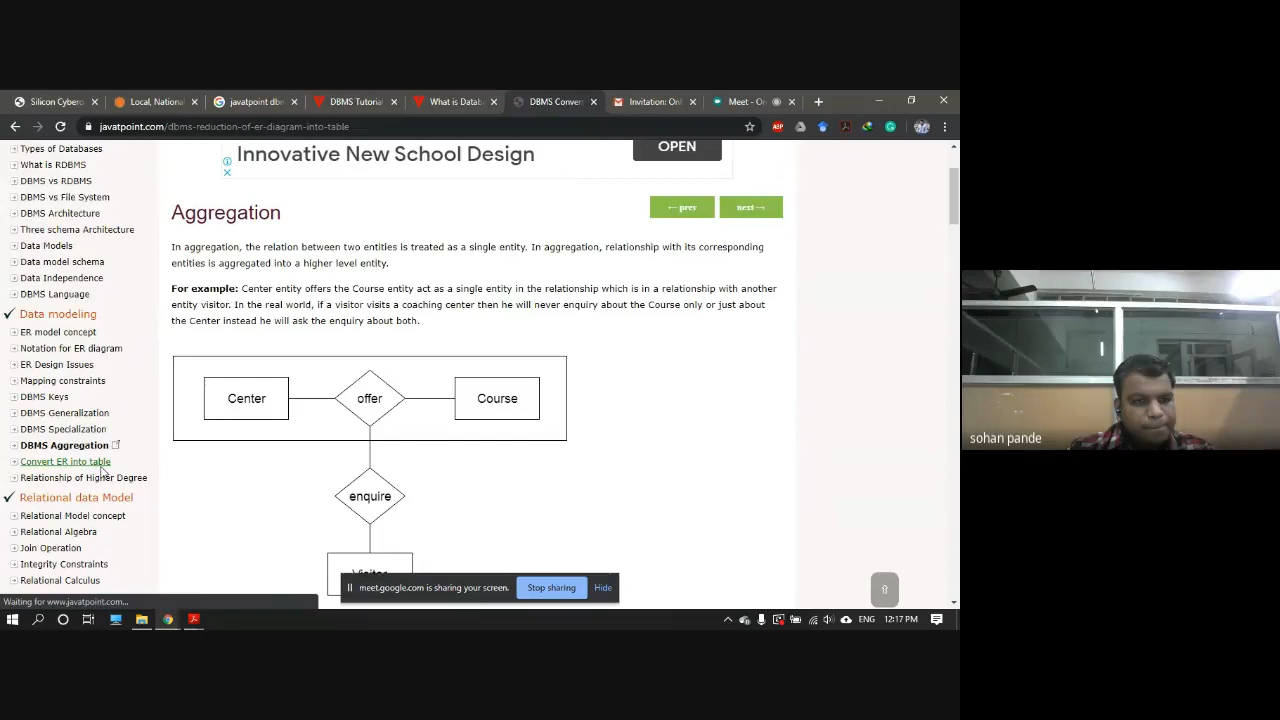 Silicon Cybero
Local, National
javatpoint dbm
DBMS Tutorial
What is Databa
DBMS Convert
Invitation: Onl
Meet - On
javatpoint.com/dbms-reduction-of-er-diagram-into-table
Types of Databases
What is RDBMS
DBMS vs RDBMS
DBMS vs File System
DBMS Architecture
Three schema Architecture
Data Models
Data model schema
Data Independence
DBMS Language
Data modeling
ER model concept
Notation for ER diagram
ER Design Issues
Mapping constraints
DBMS Keys
DBMS Generalization
DBMS Specialization
DBMS Aggregation
Convert ER into table
Relationship of Higher Degree
Relational data Model
Relational Model concept
Relational Algebra
Join Operation
Integrity Constraints
Relational Calculus
Waiting for www.javatpoint.com...
Innovative New School Design
OPEN
Aggregation
← prev
next →
In aggregation, the relation between two entities is treated as a single entity. In aggregation, relationship with its corresponding
entities is aggregated into a higher level entity.
For example: Center entity offers the Course entity act as a single entity in the relationship which is in a relationship with another
entity visitor. In the real world, if a visitor visits a coaching center then he will never enquiry about the Course only or just about
the Center instead he will ask the enquiry about both.
Center
offer
Course
enquire
Visitor
meet.google.com is sharing your screen.
Stop sharing
Hide
ENG
12:17 PM
sohan pande